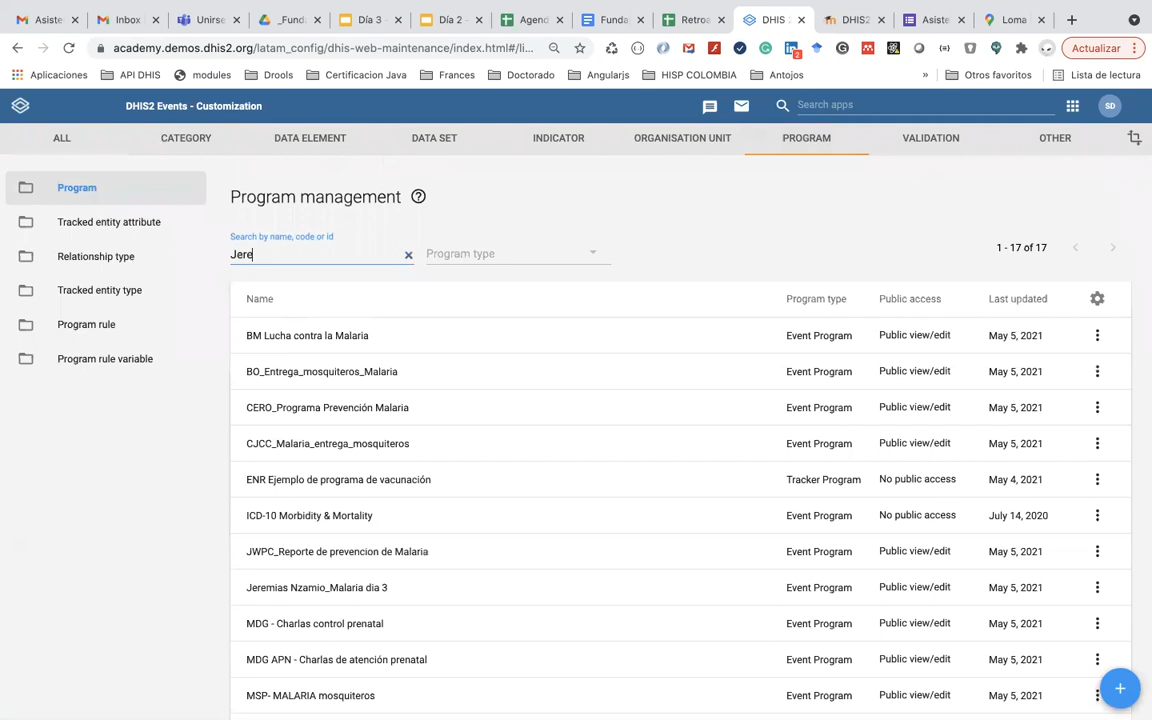 Asiste
Inbox
Unirse
_Fund
Día 3 -
Día 2 -
Agend
Funda
Retroa
DHIS 2
DHIS2
Asiste
Loma
academy.demos.dhis2.org/latam_config/dhis-web-maintenance/index.html#/li...
2
Actualizar
Aplicaciones
API DHIS
modules
Drools
Certificacion Java
Frances
Doctorado
Angularjs
HISP COLOMBIA
Antojos
»
Otros favoritos
Lista de lectura
DHIS2 Events - Customization
Search apps
SD
ALL
CATEGORY
DATA ELEMENT
DATA SET
INDICATOR
ORGANISATION UNIT
PROGRAM
VALIDATION
OTHER
Program
Tracked entity attribute
Relationship type
Tracked entity type
Program rule
Program rule variable
Program management
Search by name, code or id
Jere
Program type
1 - 17 of 17
Name Program type Public access Last updated
BM Lucha contra la Malaria Event Program Public view/edit May 5, 2021
BO_Entrega_mosquiteros_Malaria Event Program Public view/edit May 5, 2021
CERO_Programa Prevención Malaria Event Program Public view/edit May 5, 2021
CJCC_Malaria_entrega_mosquiteros Event Program Public view/edit May 5, 2021
ENR Ejemplo de programa de vacunación Tracker Program No public access May 4, 2021
ICD-10 Morbidity & Mortality Event Program No public access July 14, 2020
JWPC_Reporte de prevencion de Malaria Event Program Public view/edit May 5, 2021
Jeremias Nzamio_Malaria dia 3 Event Program Public view/edit May 5, 2021
MDG - Charlas control prenatal Event Program Public view/edit May 5, 2021
MDG APN - Charlas de atención prenatal Event Program Public view/edit May 5, 2021
MSP- MALARIA mosquiteros Event Program Public view/edit May 5, 2021